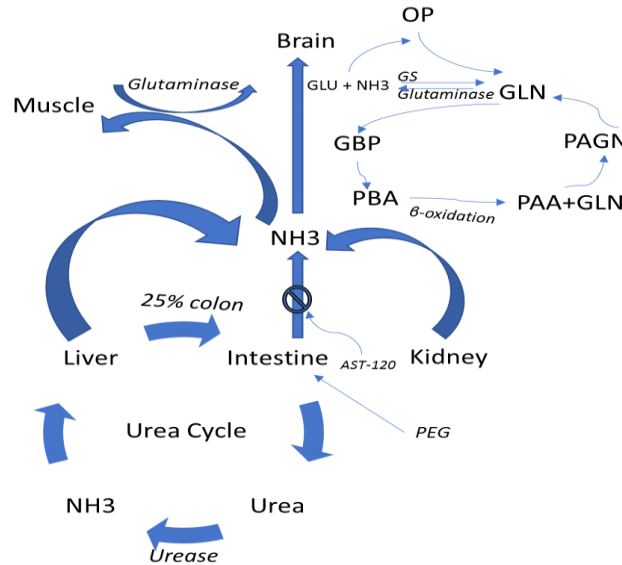 OP
Brain
Glutaminase
GLU + NH3
GS
Glutaminase
GLN
Muscle
GBP
PAGN
PBA
β-oxidation
PAA+GLN
NH3
25% colon
Liver
Intestine
AST-120
Kidney
Urea Cycle
PEG
NH3
Urea
Urease